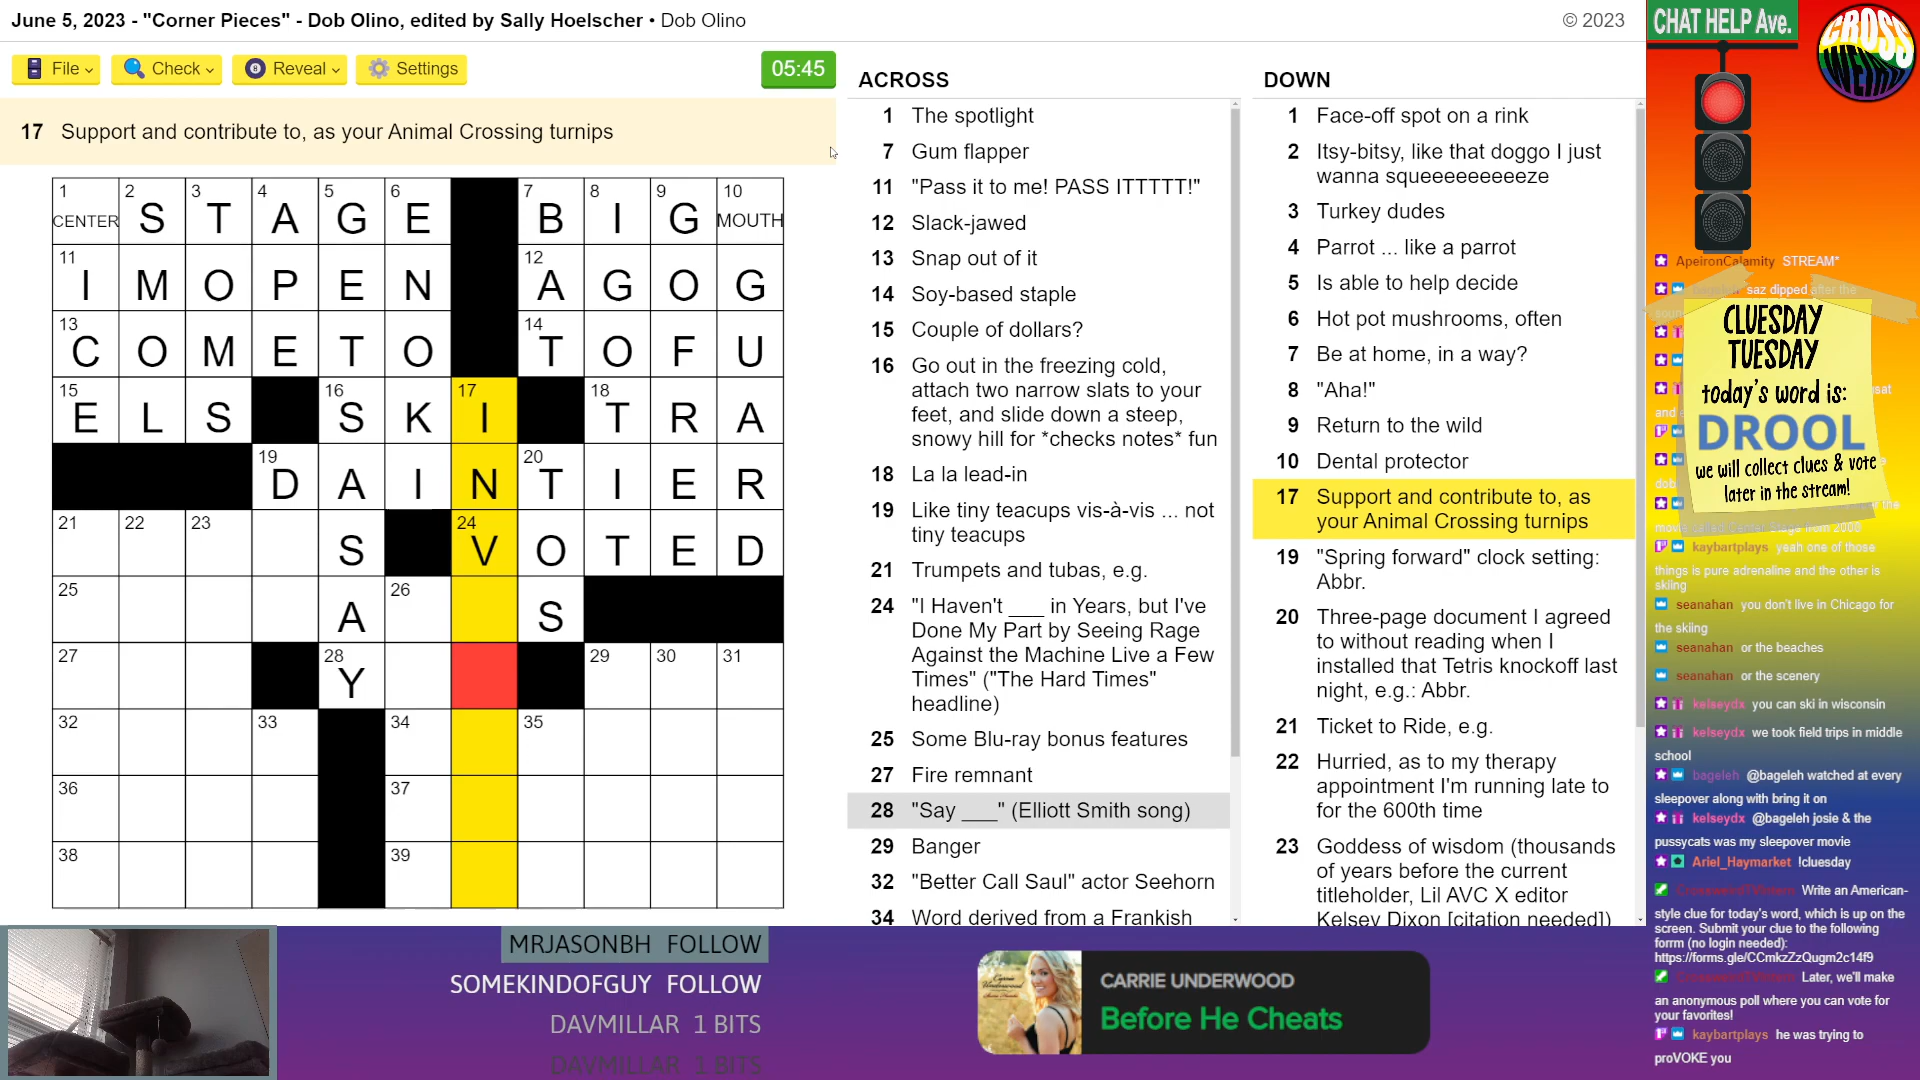 June 5, 2023 - "Corner Pieces" - Dob Olino, edited by Sally Hoelscher • Dob Olino
© 2023
File
Check
Reveal
Settings
05:45
17 Support and contribute to, as your Animal Crossing turnips
1 2 3 4 5 6 7 8 9 10
CENTER S T A G E B I G MOUTH
11 12
I M O P E N A G O G
13 14
C O M E T O T O F U
15 16 17 18
E L S S K I T R A
19 20
D A I N T I E R
21 22 23 24
S V O T E D
25 26
A S
27 28 29 30 31
Y
32 33 34 35
36 37
38 39
ACROSS
1 The spotlight
7 Gum flapper
11 "Pass it to me! PASS ITTTTT!"
12 Slack-jawed
13 Snap out of it
14 Soy-based staple
15 Couple of dollars?
16 Go out in the freezing cold,
attach two narrow slats to your
feet, and slide down a steep,
snowy hill for *checks notes* fun
18 La la lead-in
19 Like tiny teacups vis-à-vis ... not
tiny teacups
21 Trumpets and tubas, e.g.
24 "I Haven't ___ in Years, but I've
Done My Part by Seeing Rage
Against the Machine Live a Few
Times" ("The Hard Times"
headline)
25 Some Blu-ray bonus features
27 Fire remnant
28 "Say ___" (Elliott Smith song)
29 Banger
32 "Better Call Saul" actor Seehorn
34 Word derived from a Frankish
DOWN
1 Face-off spot on a rink
2 Itsy-bitsy, like that doggo I just
wanna squeeeeeeeeeze
3 Turkey dudes
4 Parrot ... like a parrot
5 Is able to help decide
6 Hot pot mushrooms, often
7 Be at home, in a way?
8 "Aha!"
9 Return to the wild
10 Dental protector
17 Support and contribute to, as
your Animal Crossing turnips
19 "Spring forward" clock setting:
Abbr.
20 Three-page document I agreed
to without reading when I
installed that Tetris knockoff last
night, e.g.: Abbr.
21 Ticket to Ride, e.g.
22 Hurried, as to my therapy
appointment I'm running late to
for the 600th time
23 Goddess of wisdom (thousands
of years before the current
titleholder, Lil AVC X editor
Kelsey Dixon [citation needed])
CHAT HELP Ave.
CROSS
WEIRD
ApeironCalamity STREAM*
saz dipped after the
CLUESDAY
TUESDAY
today's word is:
DROOL
we will collect clues & vote
later in the stream!
kaybartplays yeah one of those
things is pure adrenaline and the other is
skiing
seanahan you don't live in Chicago for
the skiing
seanahan or the beaches
seanahan or the scenery
kelseydx you can ski in wisconsin
kelseydx we took field trips in middle
school
bageleh @bageleh watched at every
sleepover along with bring it on
kelseydx @bageleh josie & the
pussycats was my sleepover movie
Ariel_Haymarket !cluesday
Write an American-
style clue for today's word, which is up on the
screen. Submit your clue to the following
form (no login needed):
https://forms.gle/CCmkzZzQugm2c14f9
Later, we'll make
an anonymous poll where you can vote for
your favorites!
kaybartplays he was trying to
proVOKE you
MRJASONBH FOLLOW
SOMEKINDOFGUY FOLLOW
DAVMILLAR 1 BITS
DAVMILLAR 1 BITS
CARRIE UNDERWOOD
Before He Cheats